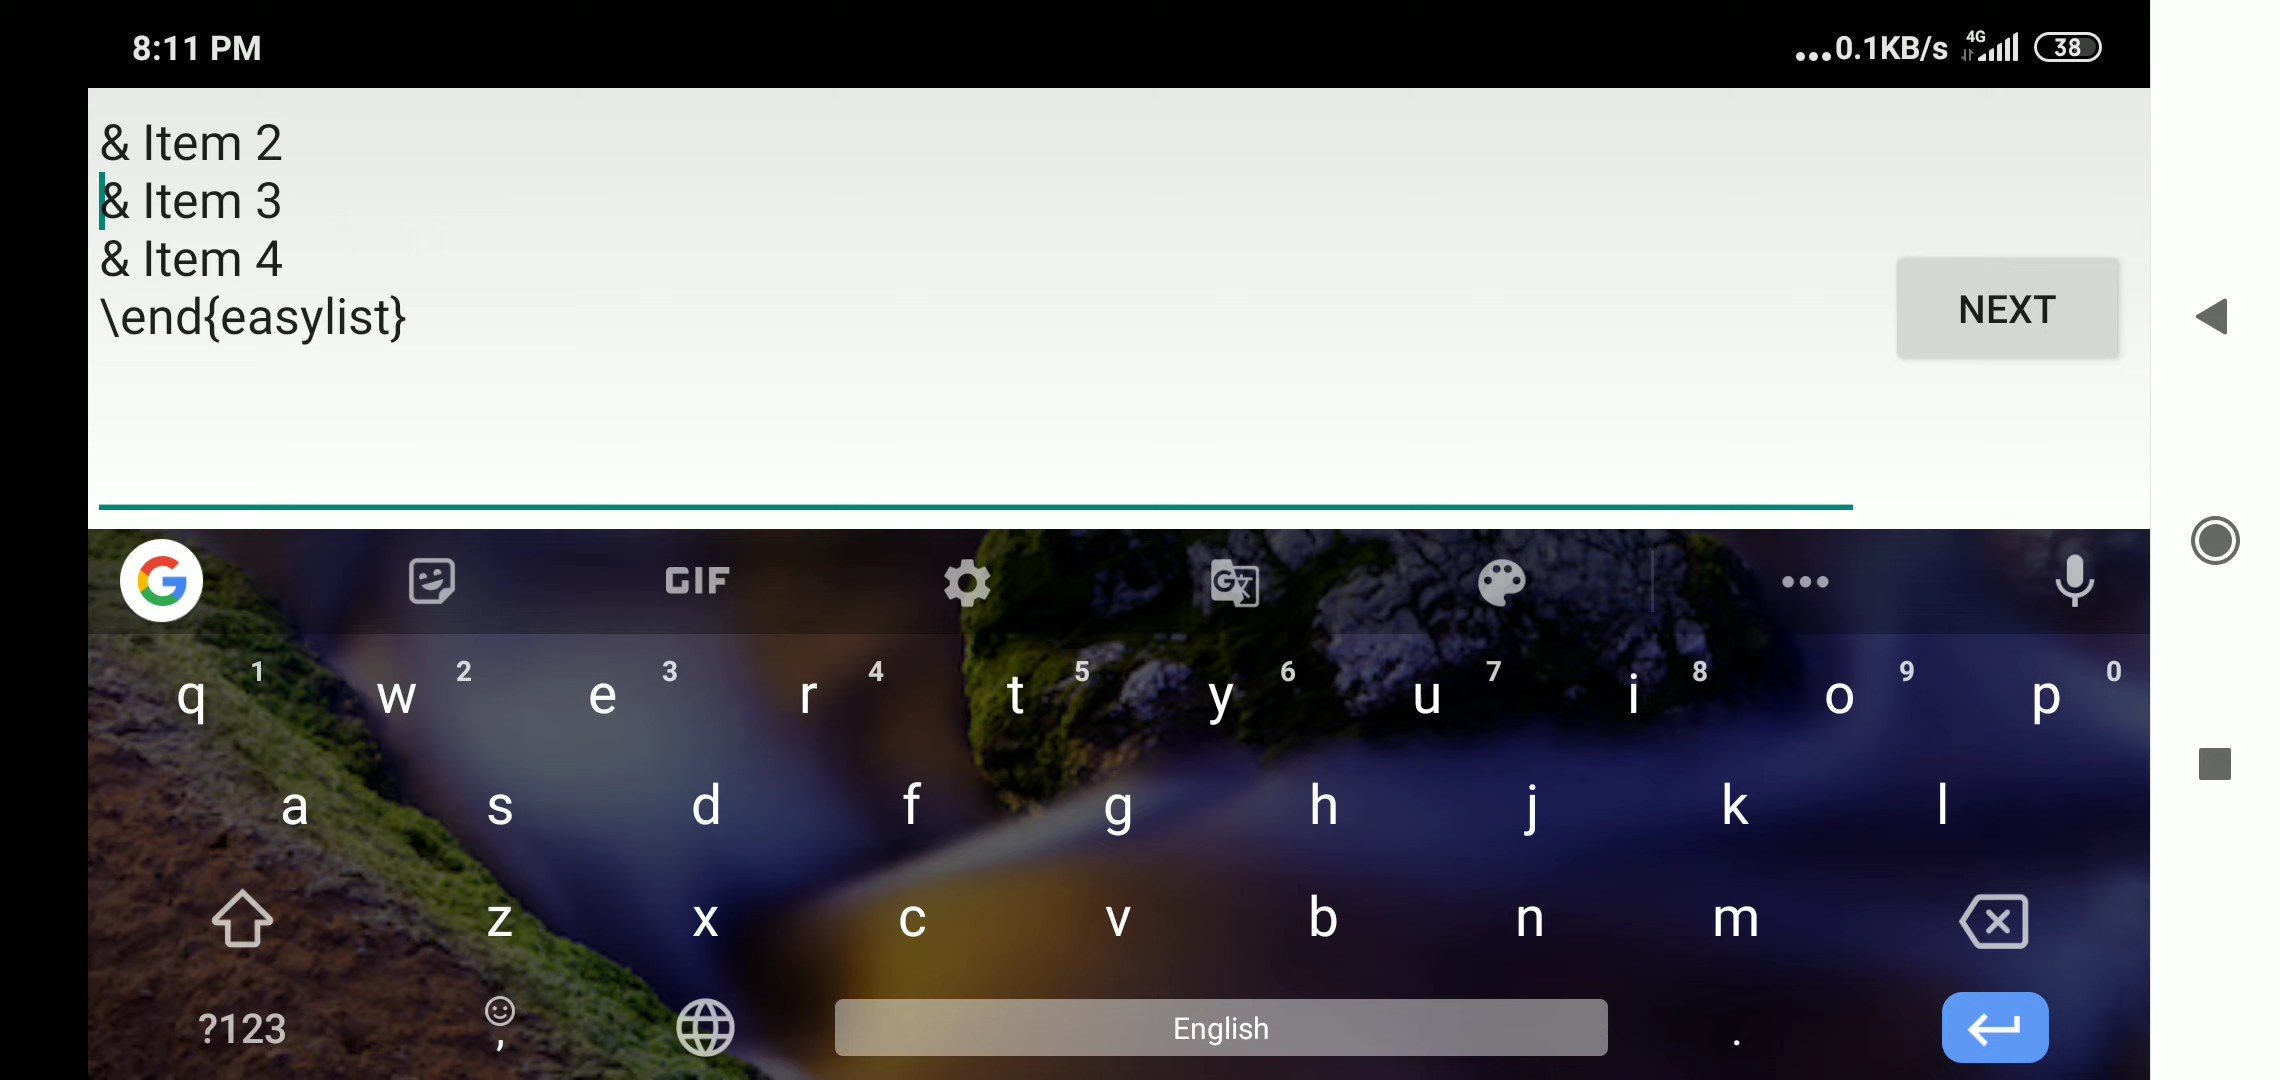 8:11 PM
...0.1KB/s 4G 38
& Item 2
& Item 3
& Item 4
\end{easylist}
NEXT
G GIF G
q 1 w 2 e 3 r 4 t 5 y 6 u 7 i 8 o 9 p 0
a s d f g h j k l
z x c v b n m
?123 , English .